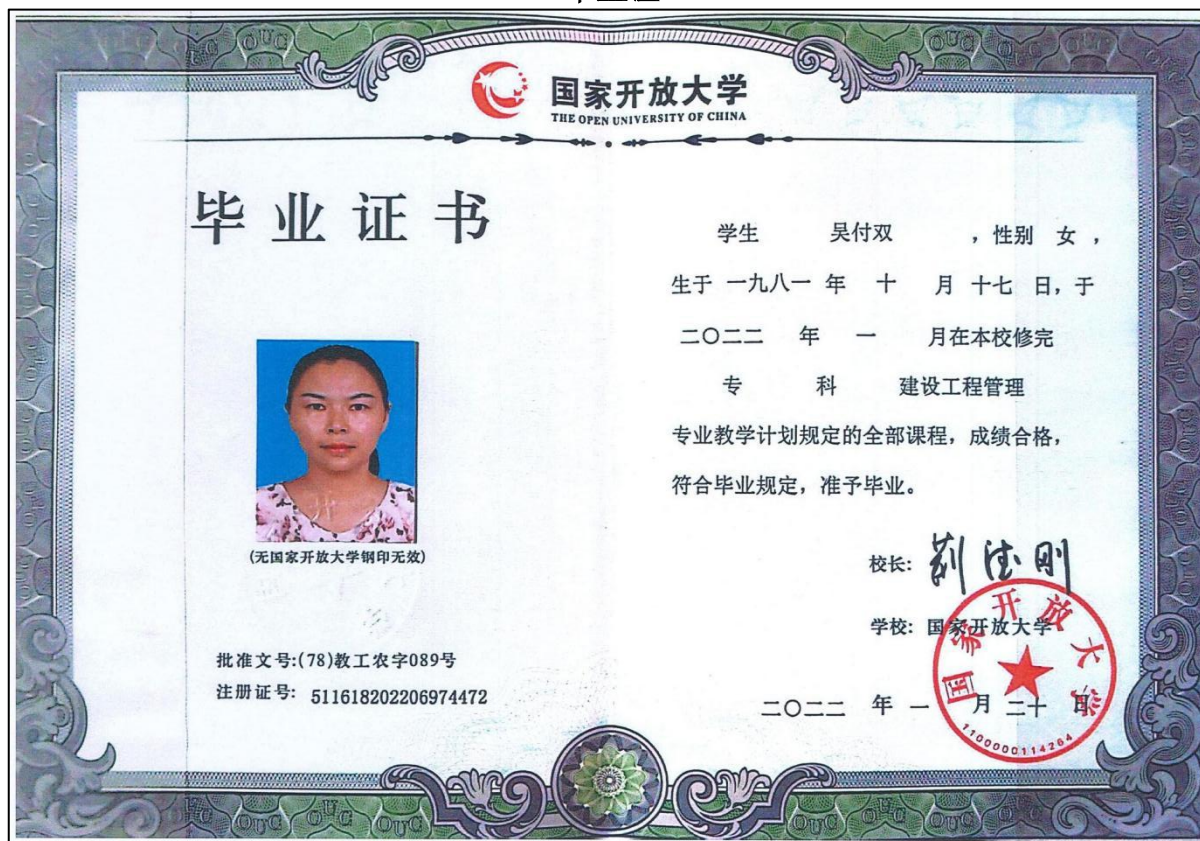 国家开放大学
THE OPEN UNIVERSITY OF CHINA
毕业证书
(无国家开放大学钢印无效)
批准文号:(78)教工农字089号
注册证号: 511618202206974472
学生 吴付双 ，性别 女 ，
生于 一九八一 年 十 月 十七 日，于
二〇二二 年 一 月在本校修完
专 科 建设工程管理
专业教学计划规定的全部课程，成绩合格，
符合毕业规定，准予毕业。
校长: 荆德刚
学校: 国家开放大学
二〇二二 年 一 月 二十 日
国家开放大学
1100000114264